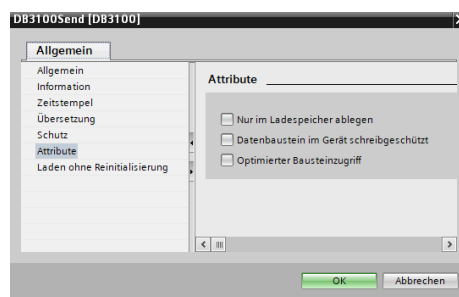 DB3100Send [DB3100]
Allgemein
Allgemein
Information
Zeitstempel
Übersetzung
Schutz
Attribute
Laden ohne Reinitialisierung
Attribute
Nur im Ladespeicher ablegen
Datenbaustein im Gerät schreibgeschützt
Optimierter Bausteinzugriff
OK
Abbrechen